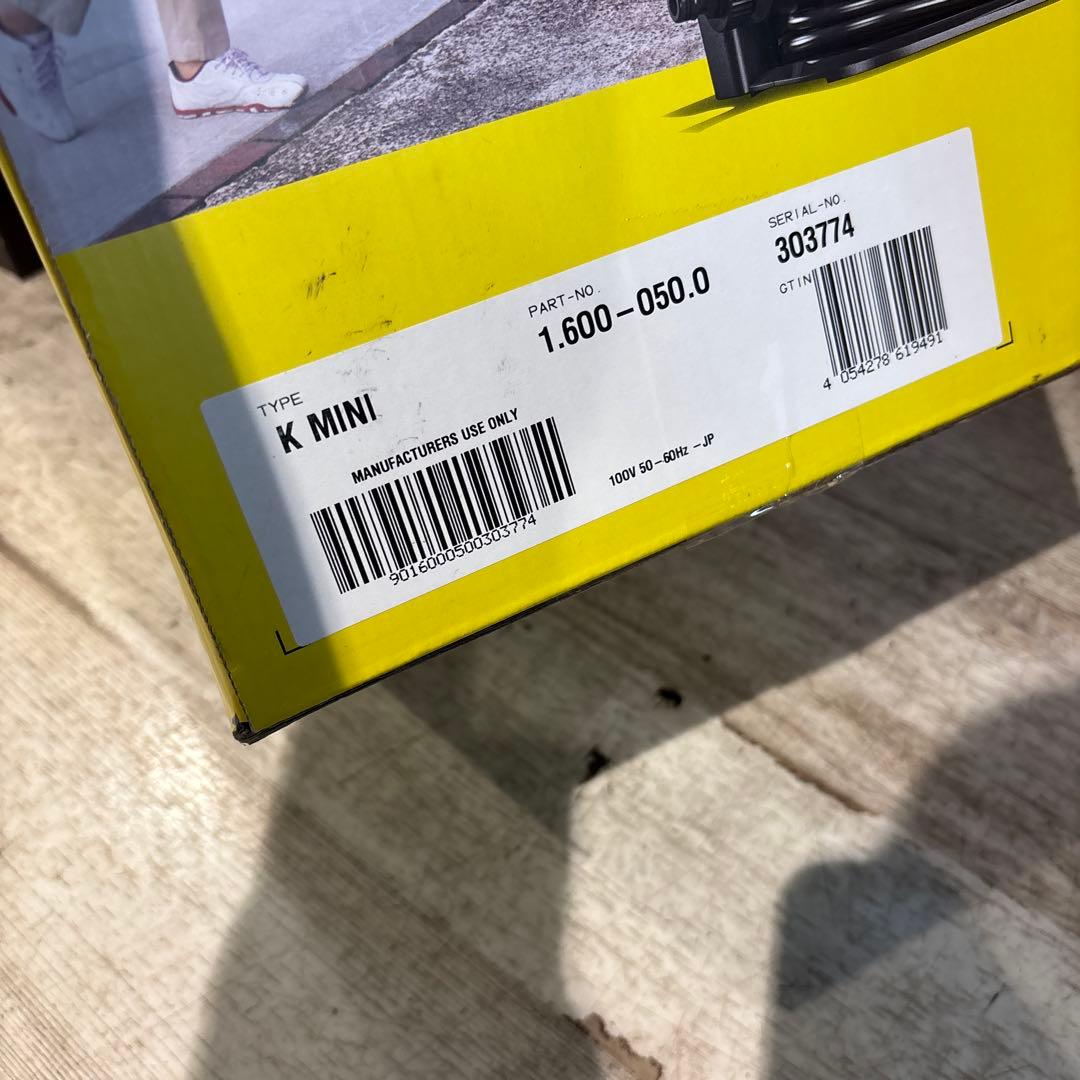 TYPE
K MINI
PART-NO.
1.600-050.0
SERIAL-NO.
303774
GTIN
4 054278 619491
MANUFACTURERS USE ONLY
9016000500303774
100V 50-60Hz -JP